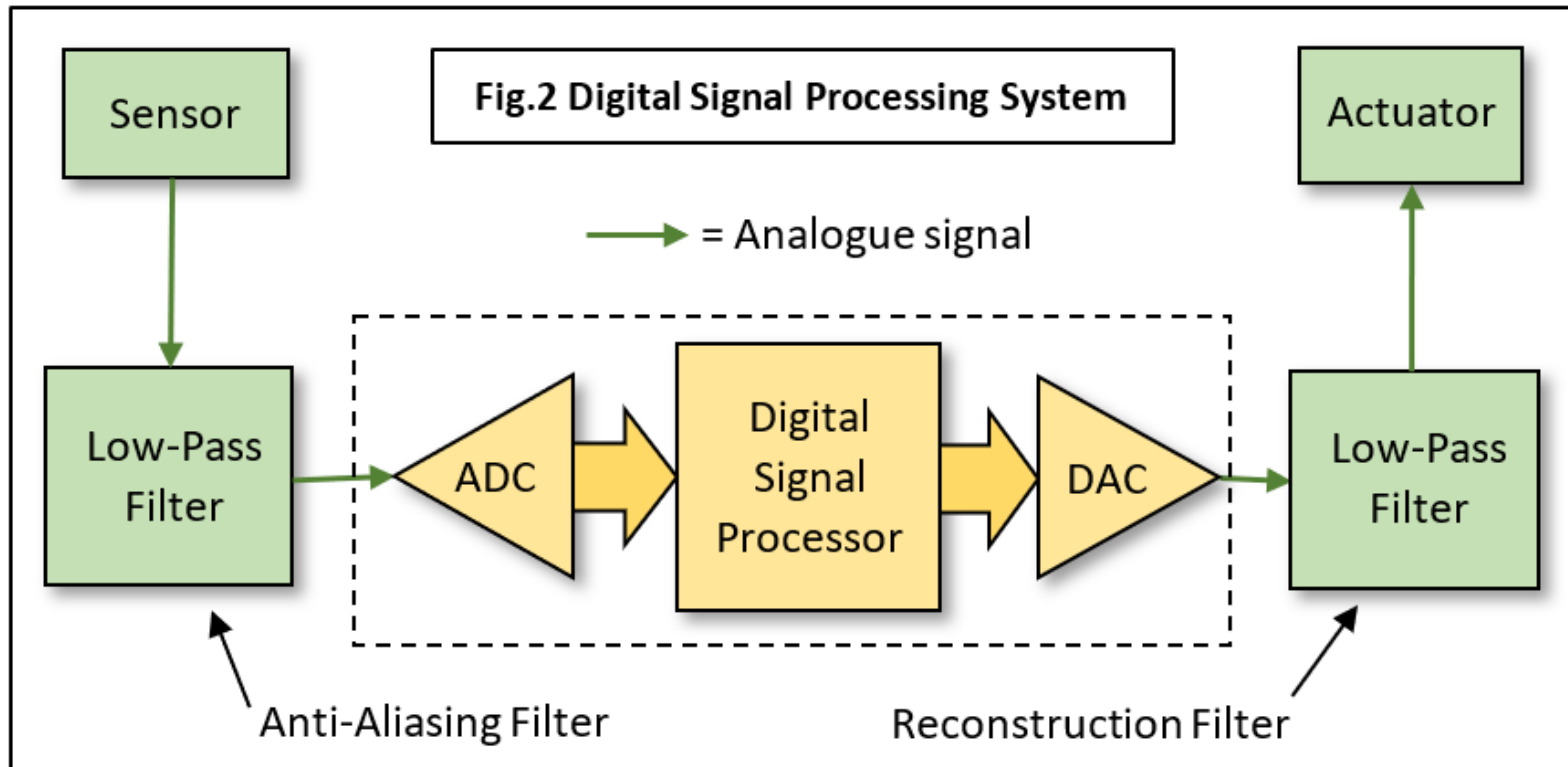 Sensor
Fig.2 Digital Signal Processing System
Actuator
= Analogue signal
Low-Pass
Filter
ADC
Digital
Signal
Processor
DAC
Low-Pass
Filter
Anti-Aliasing Filter
Reconstruction Filter